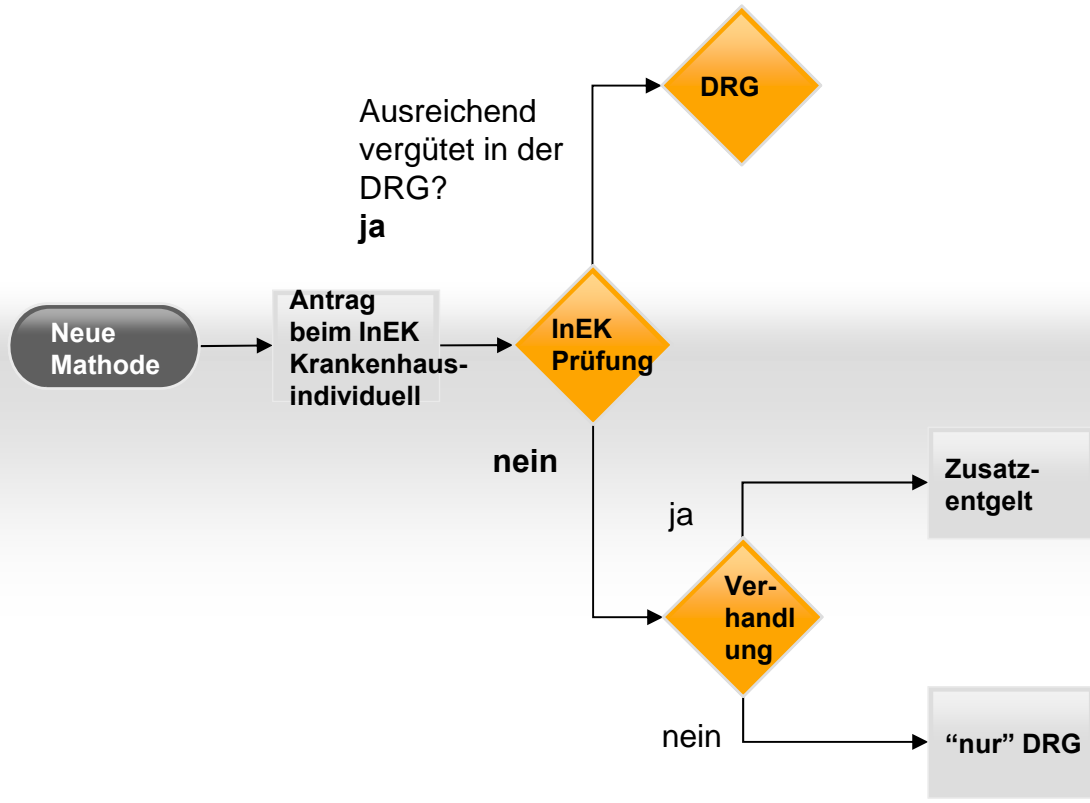 DRG
Ausreichend
vergütet in der
DRG?
ja
Neue
Mathode
Antrag
beim InEK
Krankenhaus-
individuell
InEK
Prüfung
nein
Zusatz-
entgelt
ja
Ver-
handl
ung
nein
“nur” DRG